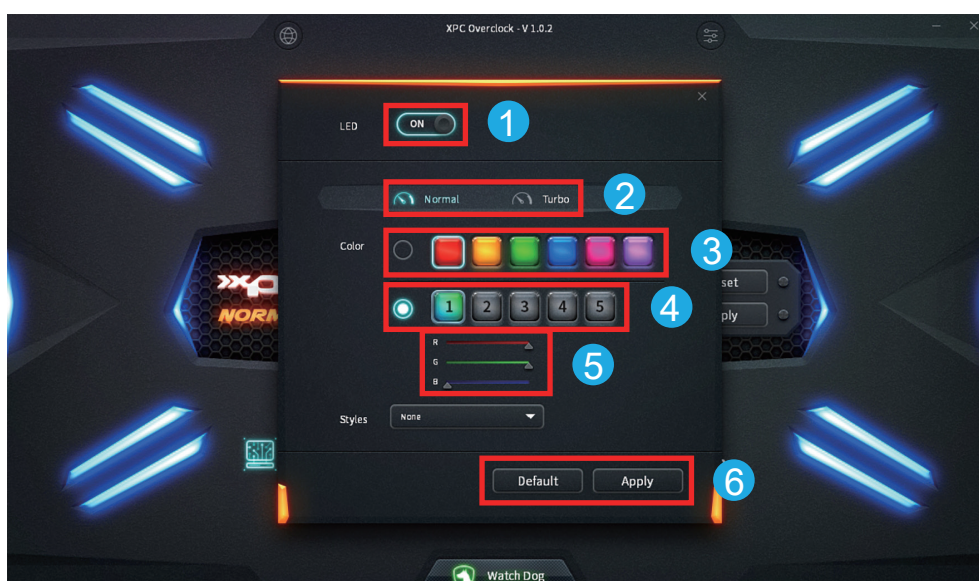 XPC Overclock - V 1.0.2
LED
ON
1
Normal
Turbo
2
Color
3
1
2
3
4
5
4
R
G
B
5
Styles
None
Default
Apply
6
NORM
set
ply
Watch Dog